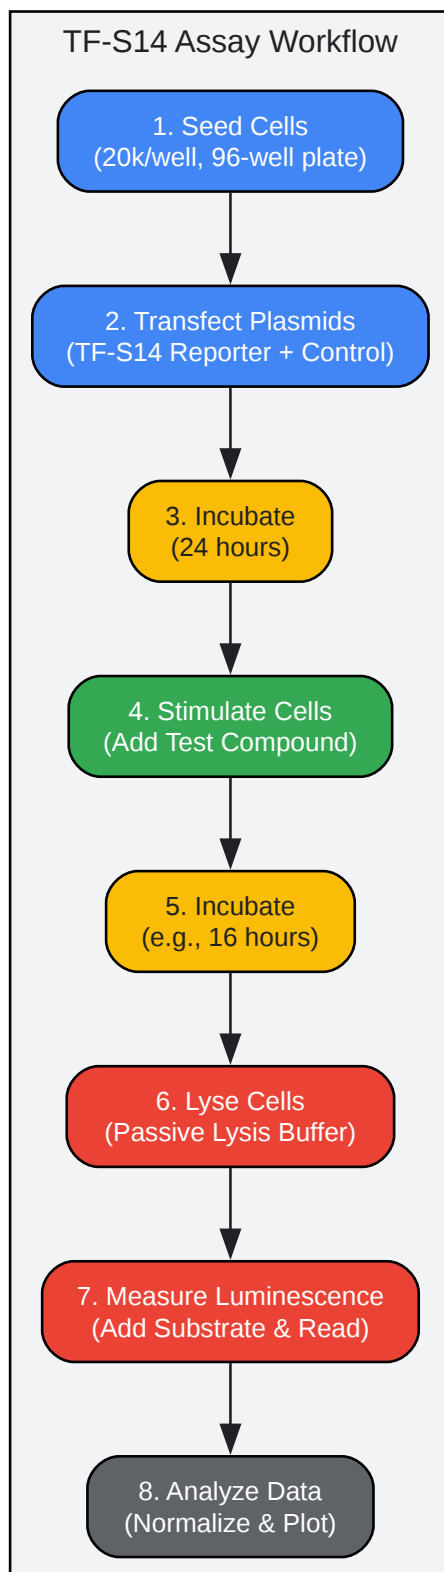 TF-S14 Assay Workflow
1. Seed Cells
(20k/well, 96-well plate)
2. Transfect Plasmids
(TF-S14 Reporter + Control)
3. Incubate
(24 hours)
4. Stimulate Cells
(Add Test Compound)
5. Incubate
(e.g., 16 hours)
6. Lyse Cells
(Passive Lysis Buffer)
7. Measure Luminescence
(Add Substrate & Read)
8. Analyze Data
(Normalize & Plot)